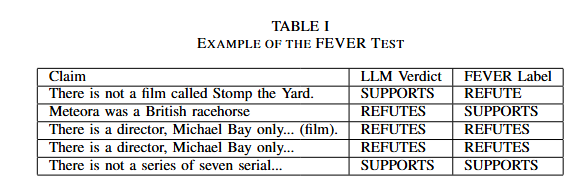 TABLE I
EXAMPLE OF THE FEVER TEST
Claim LLM Verdict FEVER Label
There is not a film called Stomp the Yard. SUPPORTS REFUTE
Meteora was a British racehorse REFUTES SUPPORTS
There is a director, Michael Bay only... (film). REFUTES REFUTES
There is a director, Michael Bay only... REFUTES REFUTES
There is not a series of seven serial... SUPPORTS SUPPORTS